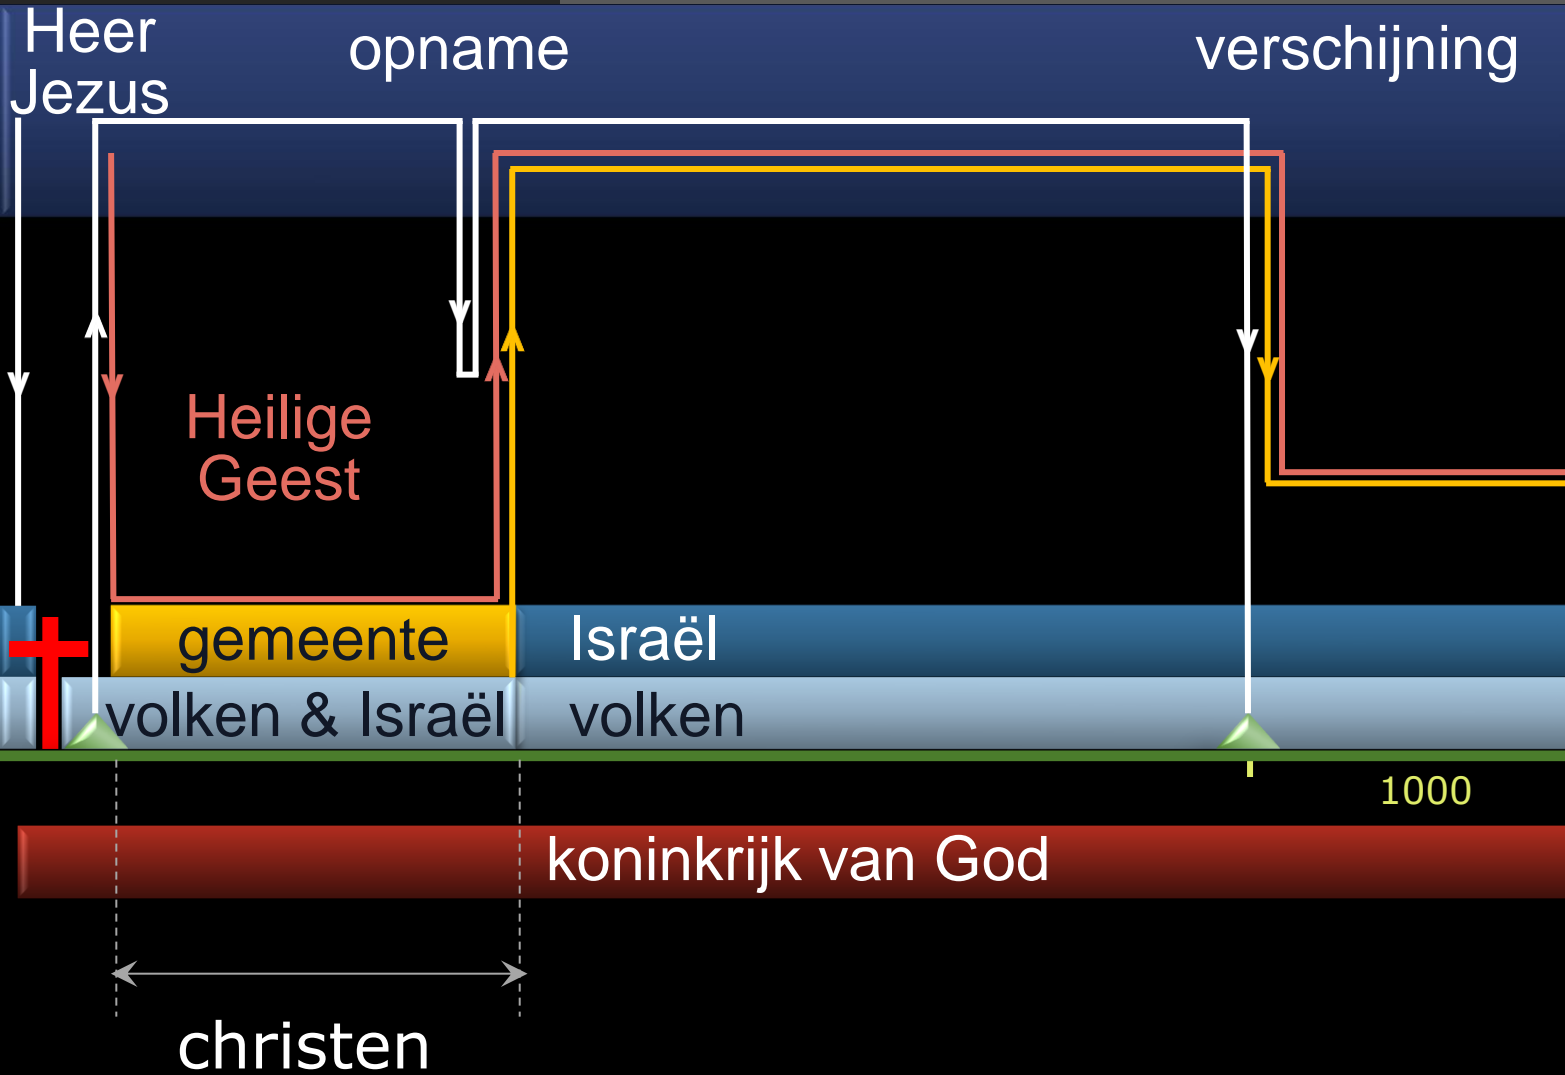 Heer
Jezus
opname
verschijning
Heilige
Geest
gemeente
Israël
volken & Israël
volken
1000
koninkrijk van God
christen